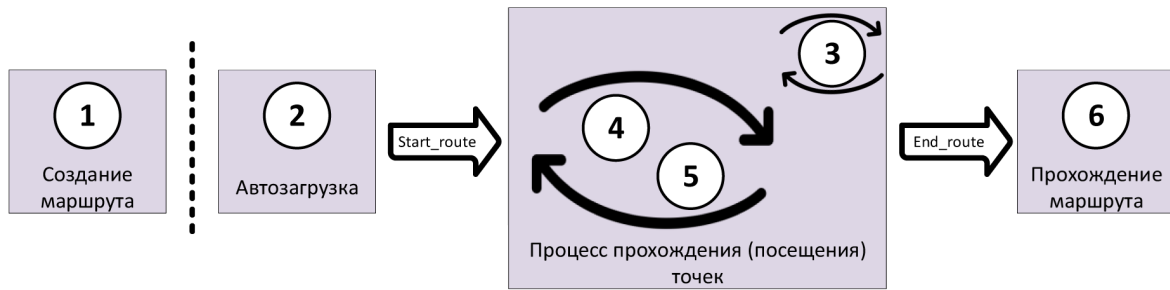 1
Создание
маршрута
2
Автозагрузка
Start_route
3
4
5
Процесс прохождения (посещения)
точек
End_route
6
Прохождение
маршрута